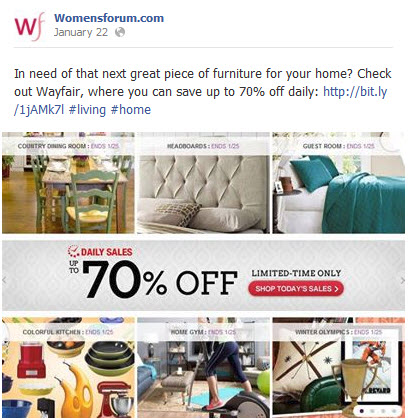 Womensforum.com
January 22
In need of that next great piece of furniture for your home? Check
out Wayfair, where you can save up to 70% off daily: http://bit.ly
/1jAMk7l #living #home
COUNTRY DINING ROOM : ENDS 1/25
HEADBOARDS : ENDS 1/25
GUEST ROOM : ENDS 1/25
DAILY SALES
UP TO 70% OFF
LIMITED-TIME ONLY
SHOP TODAY'S SALES >
COLORFUL KITCHEN : ENDS 1/25
HOME GYM : ENDS 1/25
WINTER OLYMPICS : ENDS 1/25